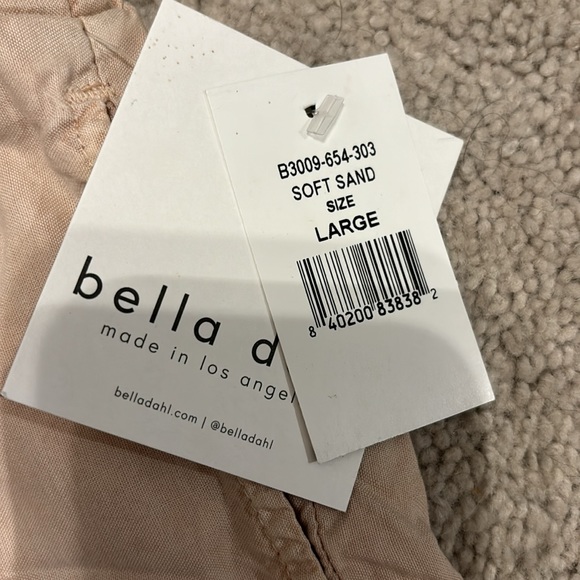 bella d
made in los angel
belladahl.com | @belladahl
B3009-654-303
SOFT SAND
SIZE
LARGE
8 40200 83838 2